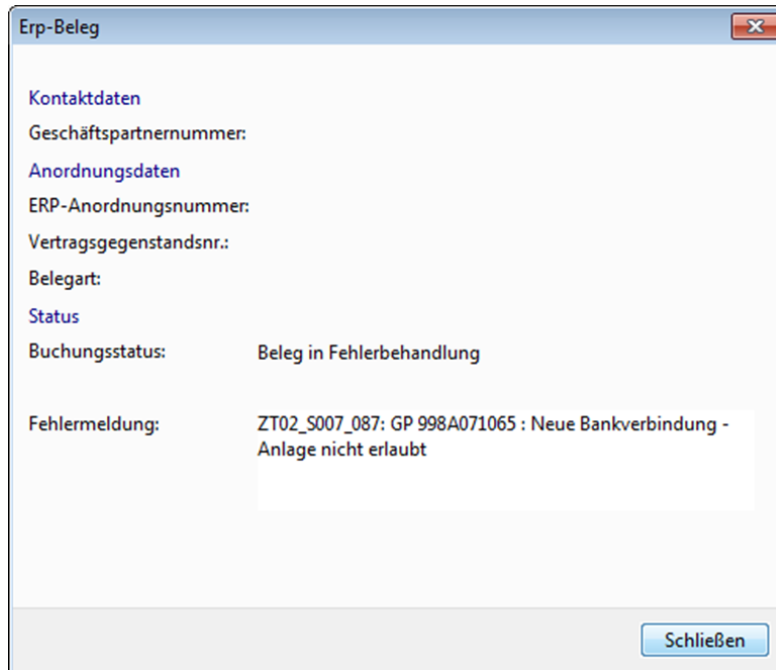 Erp-Beleg
Kontaktdaten
Geschäftspartnernummer:
Anordnungsdaten
ERP-Anordnungsnummer:
Vertragsgegenstandsnr.:
Belegart:
Status
Buchungsstatus: Beleg in Fehlerbehandlung
Fehlermeldung: ZT02_S007_087: GP 998A071065 : Neue Bankverbindung -
Anlage nicht erlaubt
Schließen